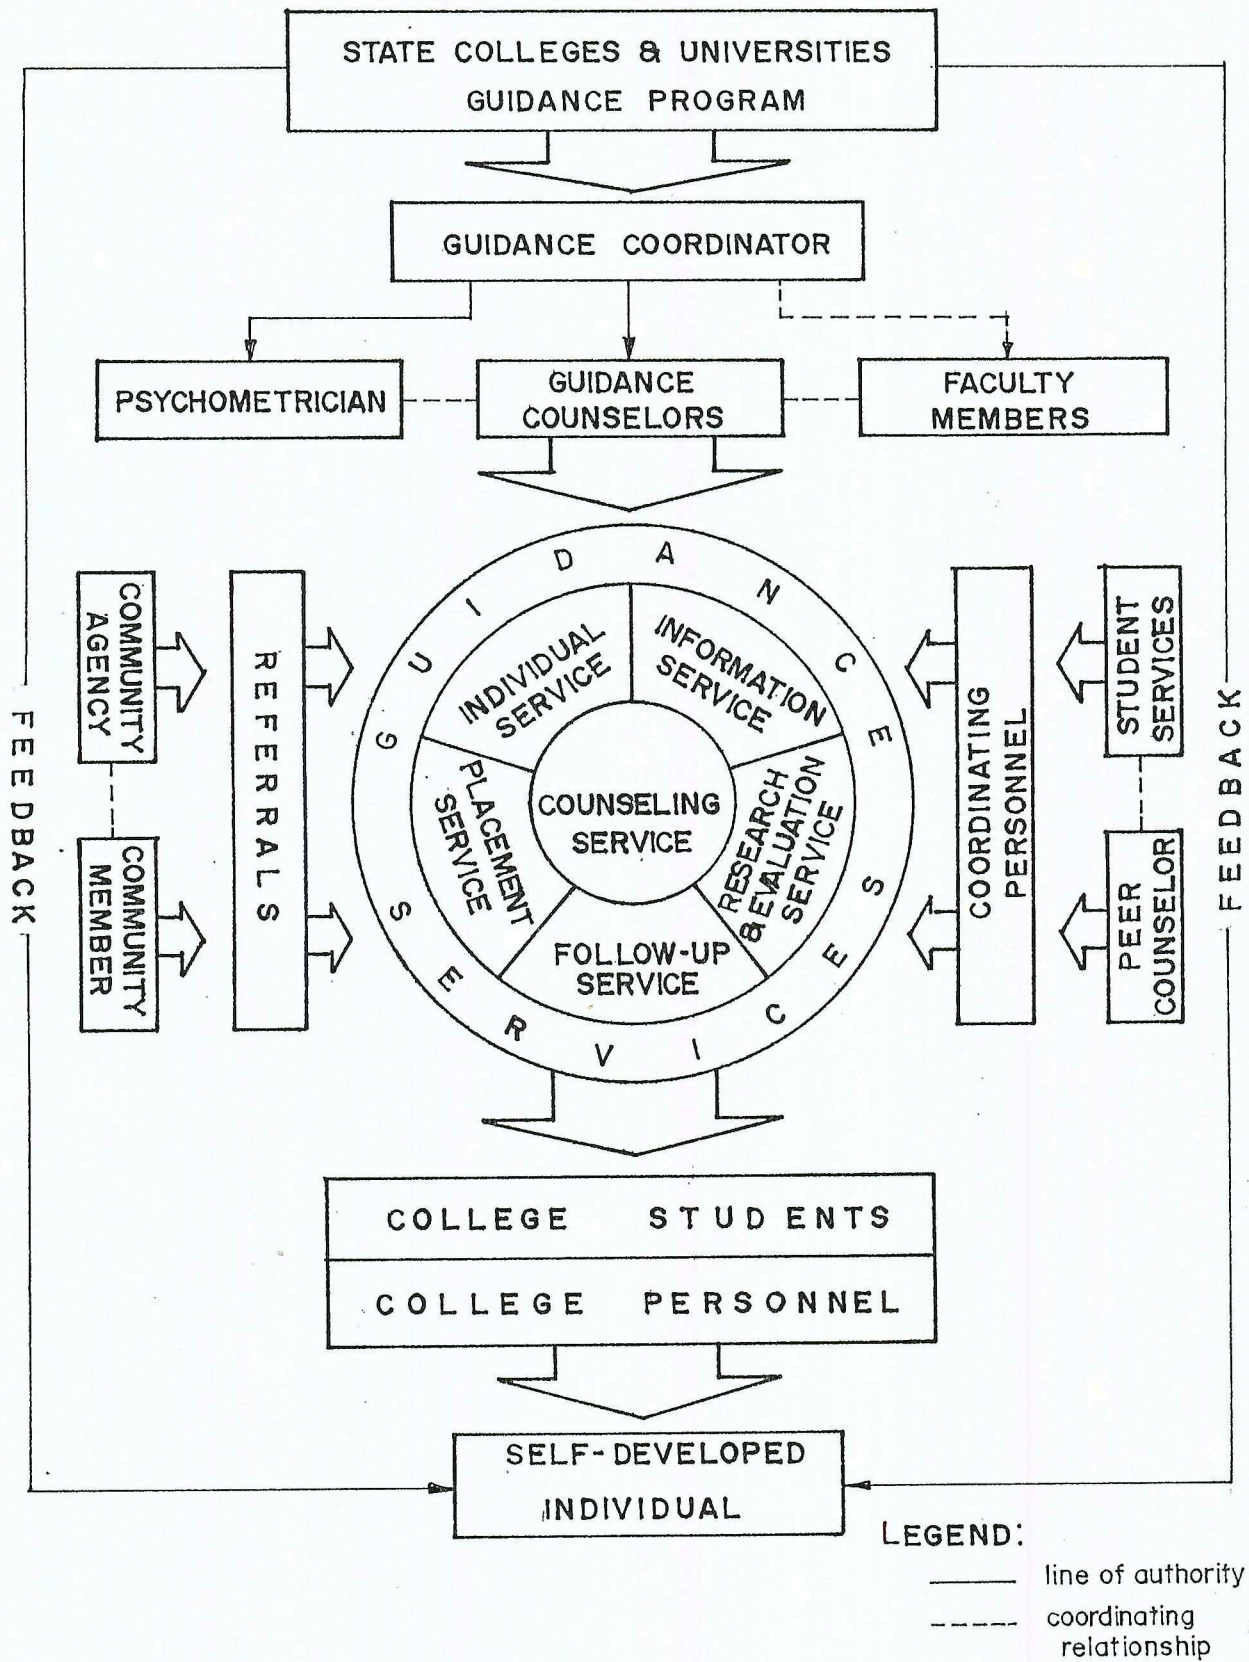 STATE COLLEGES & UNIVERSITIES
GUIDANCE PROGRAM
GUIDANCE COORDINATOR
PSYCHOMETRICIAN
GUIDANCE
COUNSELORS
FACULTY
MEMBERS
GUIDANCE
SERVICES
INDIVIDUAL
SERVICE
INFORMATION
SERVICE
PLACEMENT
SERVICE
COUNSELING
SERVICE
RESEARCH
& EVALUATION
SERVICE
FOLLOW-UP
SERVICE
COMMUNITY
AGENCY
COMMUNITY
MEMBER
REFERRALS
COORDINATING
PERSONNEL
STUDENT
SERVICES
PEER
COUNSELOR
FEEDBACK
FEEDBACK
COLLEGE STUDENTS
COLLEGE PERSONNEL
SELF-DEVELOPED
INDIVIDUAL
LEGEND:
line of authority
coordinating
relationship